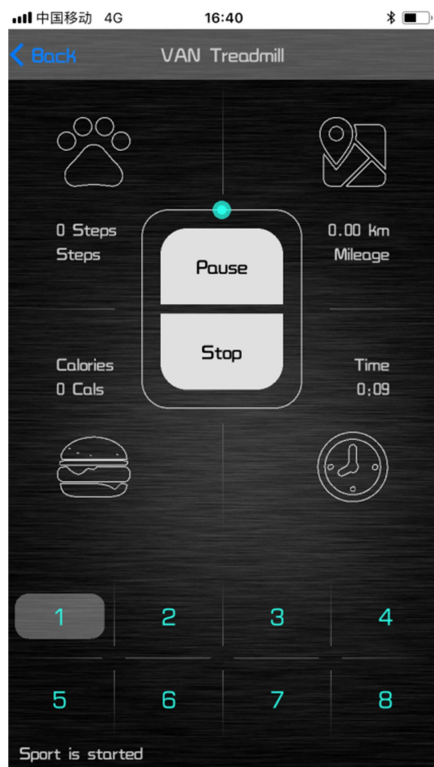 中国移动 4G 16:40
Back VAN Treadmill
0 Steps
Steps
0.00 km
Mileage
Pause
Stop
Calories
0 Cals
Time
0:09
1 2 3 4
5 6 7 8
Sport is started